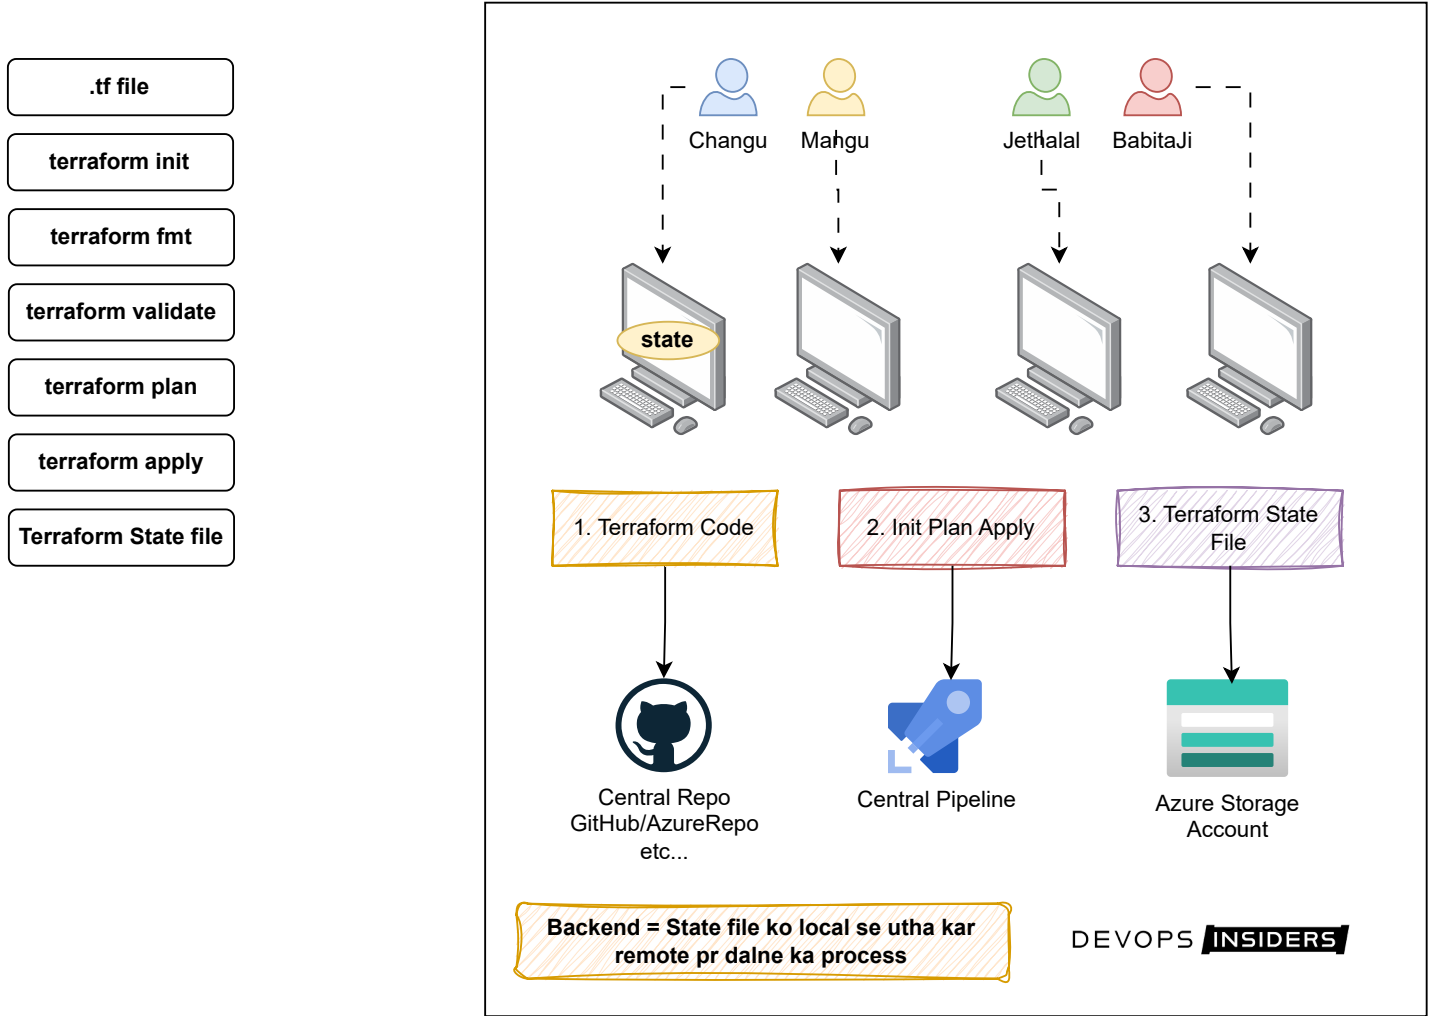 .tf file
terraform init
terraform fmt
terraform validate
terraform plan
terraform apply
Terraform State file
Changu
Mangu
Jethalal
BabitaJi
state
1. Terraform Code
2. Init Plan Apply
3. Terraform State
File
Central Repo
GitHub/AzureRepo
etc...
Central Pipeline
Azure Storage
Account
Backend = State file ko local se utha kar
remote pr dalne ka process
DEVOPS INSIDERS